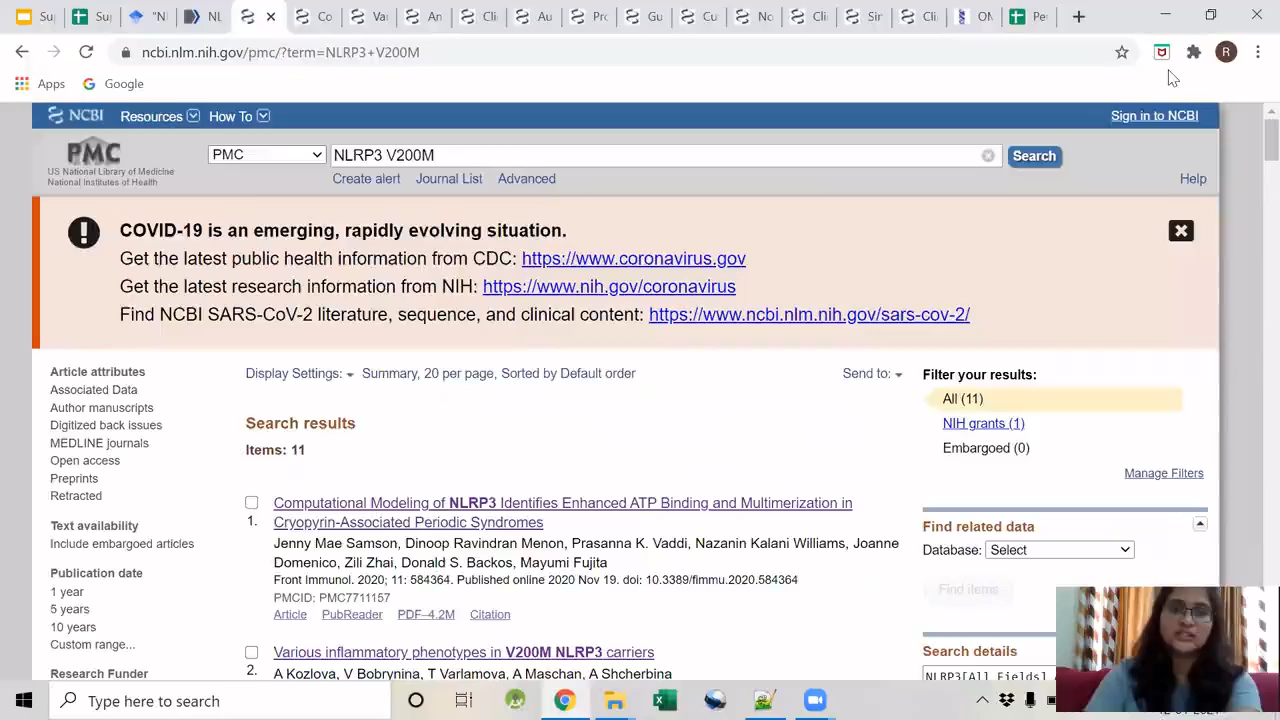 Su
Su
"N
NL
C
Co
Va
An
Cli
Au
Pro
Gu
Cu
No
Cli
Sin
Cli
ON
Pe
ncbi.nlm.nih.gov/pmc/?term=NLRP3+V200M
R
Apps
Google
NCBI Resources How To
Sign in to NCBI
PMC
US National Library of Medicine
National Institutes of Health
PMC
NLRP3 V200M
Search
Create alert Journal List Advanced
Help
COVID-19 is an emerging, rapidly evolving situation.
Get the latest public health information from CDC: https://www.coronavirus.gov
Get the latest research information from NIH: https://www.nih.gov/coronavirus
Find NCBI SARS-CoV-2 literature, sequence, and clinical content: https://www.ncbi.nlm.nih.gov/sars-cov-2/
Article attributes
Associated Data
Author manuscripts
Digitized back issues
MEDLINE journals
Open access
Preprints
Retracted
Text availability
Include embargoed articles
Publication date
1 year
5 years
10 years
Custom range...
Research Funder
Display Settings: Summary, 20 per page, Sorted by Default order
Send to:
Search results
Items: 11
Computational Modeling of NLRP3 Identifies Enhanced ATP Binding and Multimerization in
1. Cryopyrin-Associated Periodic Syndromes
Jenny Mae Samson, Dinoop Ravindran Menon, Prasanna K. Vaddi, Nazanin Kalani Williams, Joanne
Domenico, Zili Zhai, Donald S. Backos, Mayumi Fujita
Front Immunol. 2020; 11: 584364. Published online 2020 Nov 19. doi: 10.3389/fimmu.2020.584364
PMCID: PMC7711157
Article PubReader PDF–4.2M Citation
Various inflammatory phenotypes in V200M NLRP3 carriers
2. A Kozlova, V Bobrynina, T Varlamova, A Maschan, A Shcherbina
Filter your results:
All (11)
NIH grants (1)
Embargoed (0)
Manage Filters
Find related data
Database: Select
Find items
Search details
NLRP3[All Fields]
Type here to search